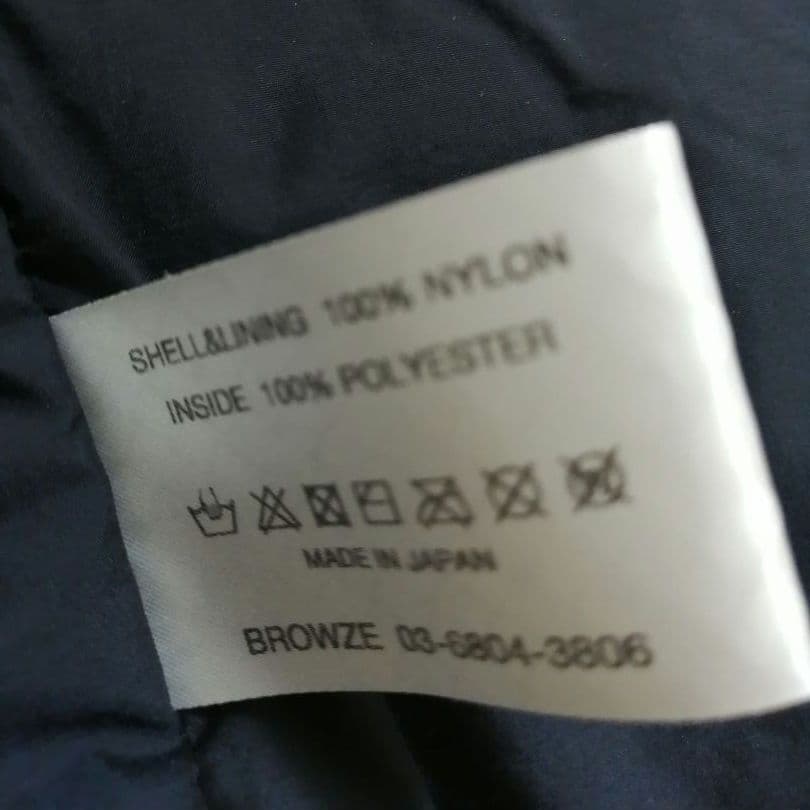 SHELL&LINING 100% NYLON
INSIDE 100% POLYESTER
MADE IN JAPAN
BROWZE 03-6804-3806